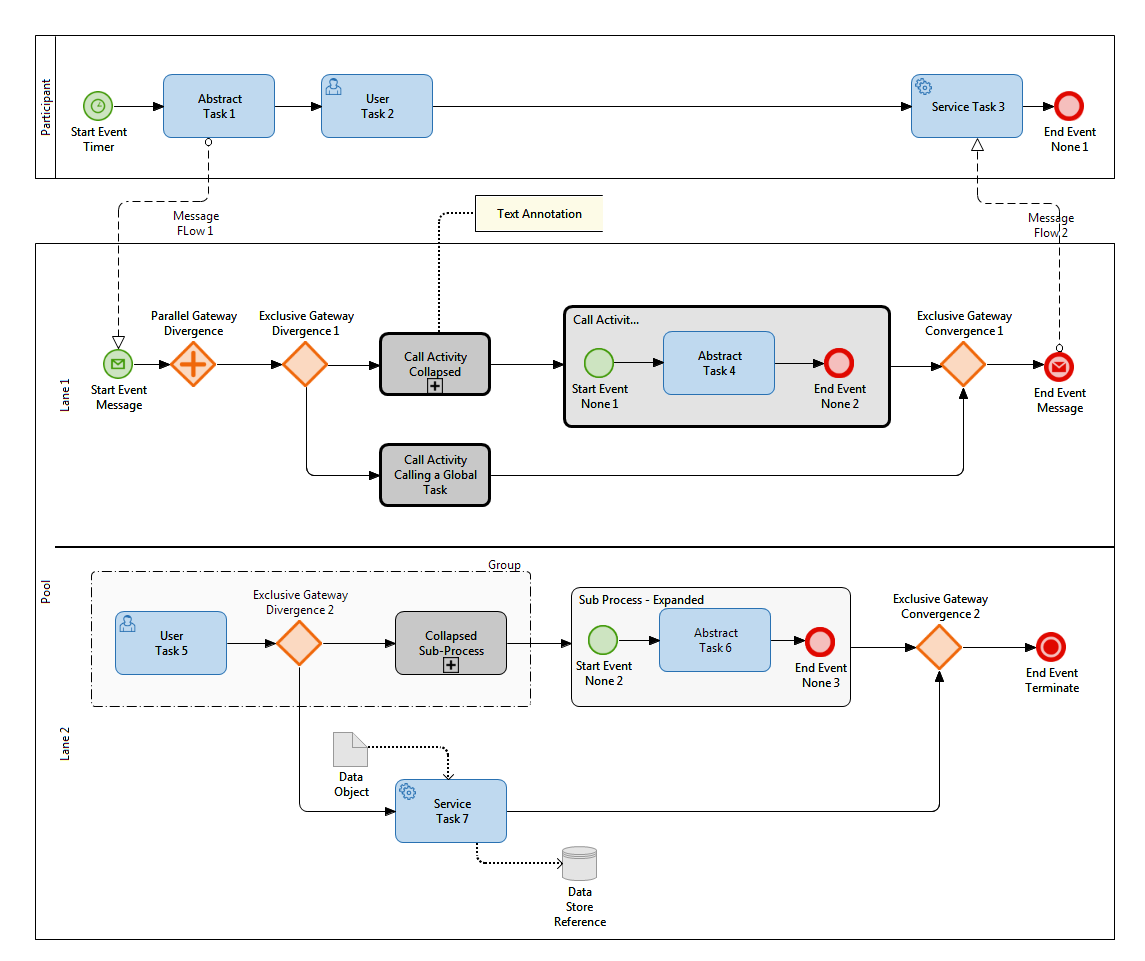 Participant
Start Event
Timer
Abstract
Task 1
User
Task 2
Service Task 3
End Event
None 1
Message
FLow 1
Text Annotation
Message
Flow 2
Pool
Lane 1
Start Event
Message
Parallel Gateway
Divergence
Exclusive Gateway
Divergence 1
Call Activity
Collapsed
Call Activit...
Start Event
None 1
Abstract
Task 4
End Event
None 2
Exclusive Gateway
Convergence 1
End Event
Message
Call Activity
Calling a Global
Task
Lane 2
Group
User
Task 5
Exclusive Gateway
Divergence 2
Collapsed
Sub-Process
Sub Process - Expanded
Start Event
None 2
Abstract
Task 6
End Event
None 3
Exclusive Gateway
Convergence 2
End Event
Terminate
Data
Object
Service
Task 7
Data
Store
Reference